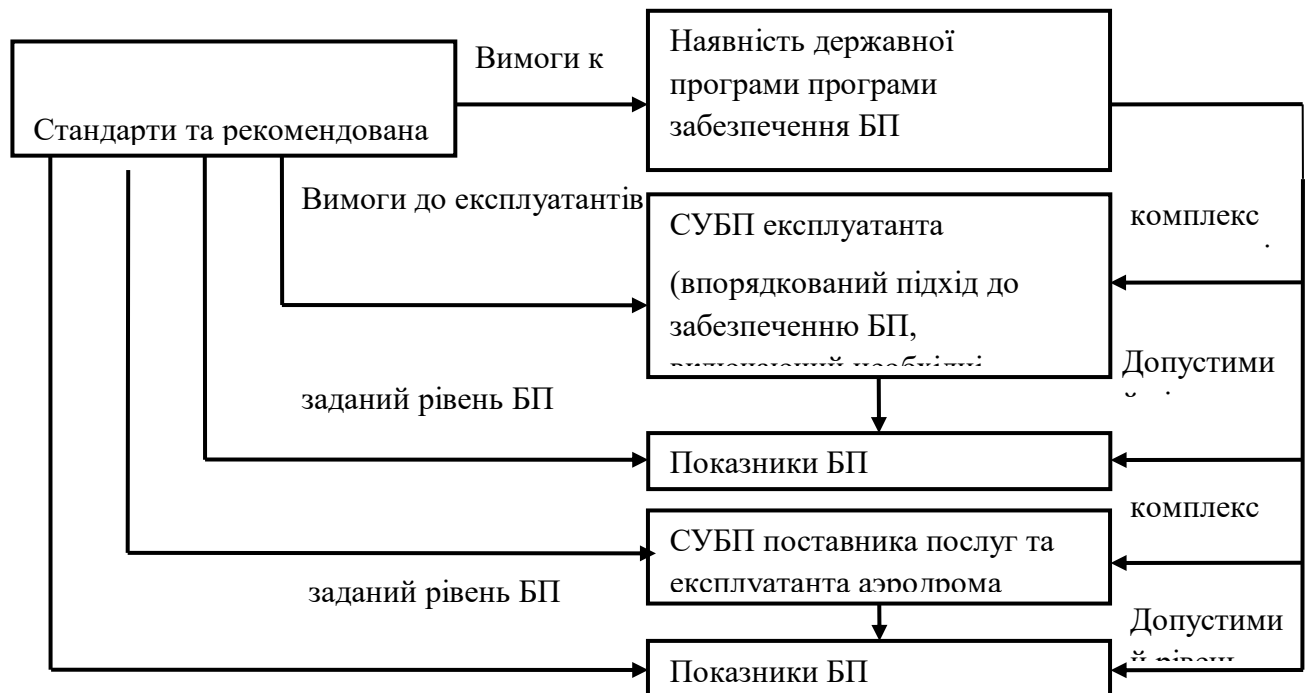 Вимоги к
Наявність державної
програми програми
забезпечення БП
Стандарти та рекомендована
Вимоги до експлуатантів
СУБП експлуатанта
(впорядкований підхід до
забезпеченню БП,
комплекс
Допустими
заданий рівень БП
Показники БП
комплекс
СУБП поставника послуг та
експлуатанта аэродрома
заданий рівень БП
Допустими
й рівень
Показники БП